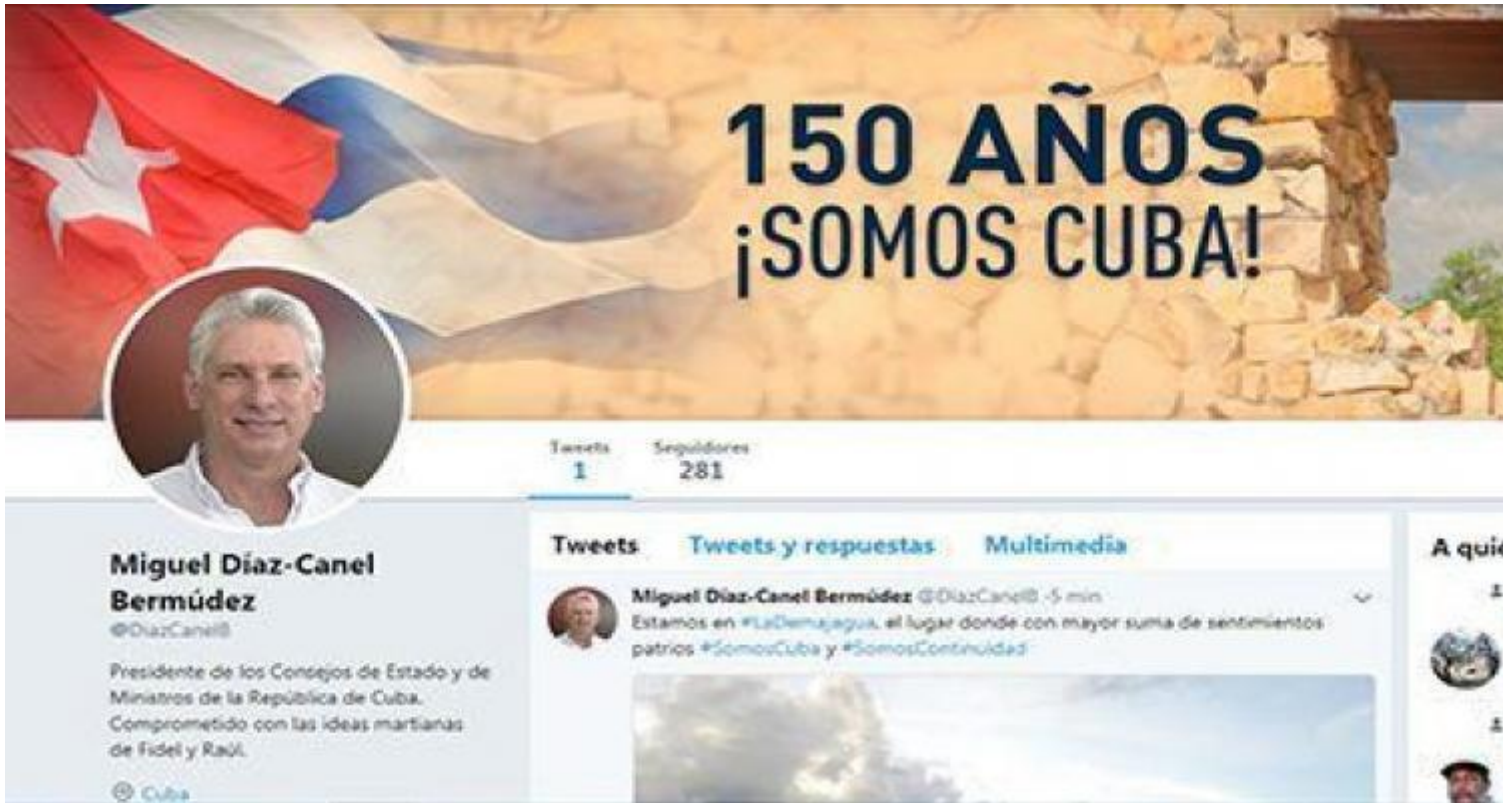 150 AÑOS
¡SOMOS CUBA!
Tweets
1
Seguidores
281
Miguel Díaz-Canel
Bermúdez
@DiazCanelB
Presidente de los Consejos de Estado y de
Ministros de la República de Cuba.
Comprometido con las ideas martianas
de Fidel y Raúl.
Cuba
Tweets Tweets y respuestas Multimedia
Miguel Díaz-Canel Bermúdez @DiazCanelB · 5 min
Estamos en #LaDemajagua, el lugar donde con mayor suma de sentimientos
patrios #SomosCuba y #SomosContinuidad
A quié